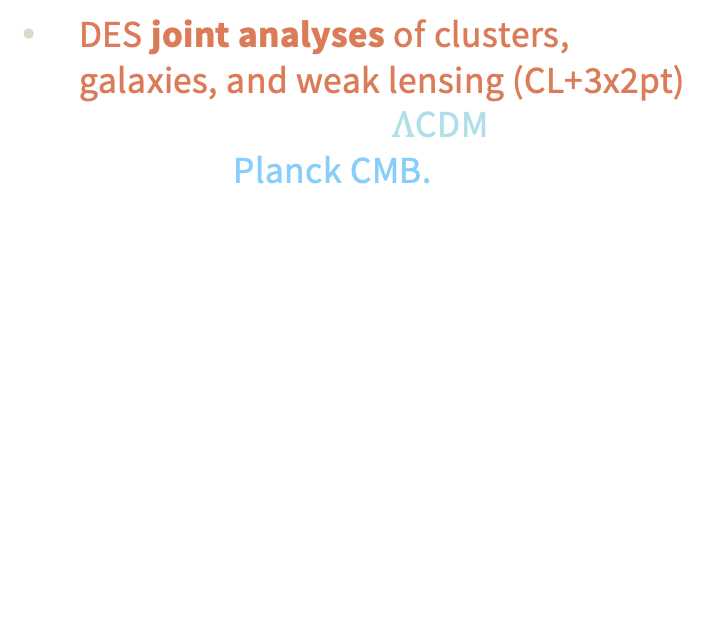 • DES joint analyses of clusters,
galaxies, and weak lensing (CL+3x2pt)
ΛCDM
Planck CMB.